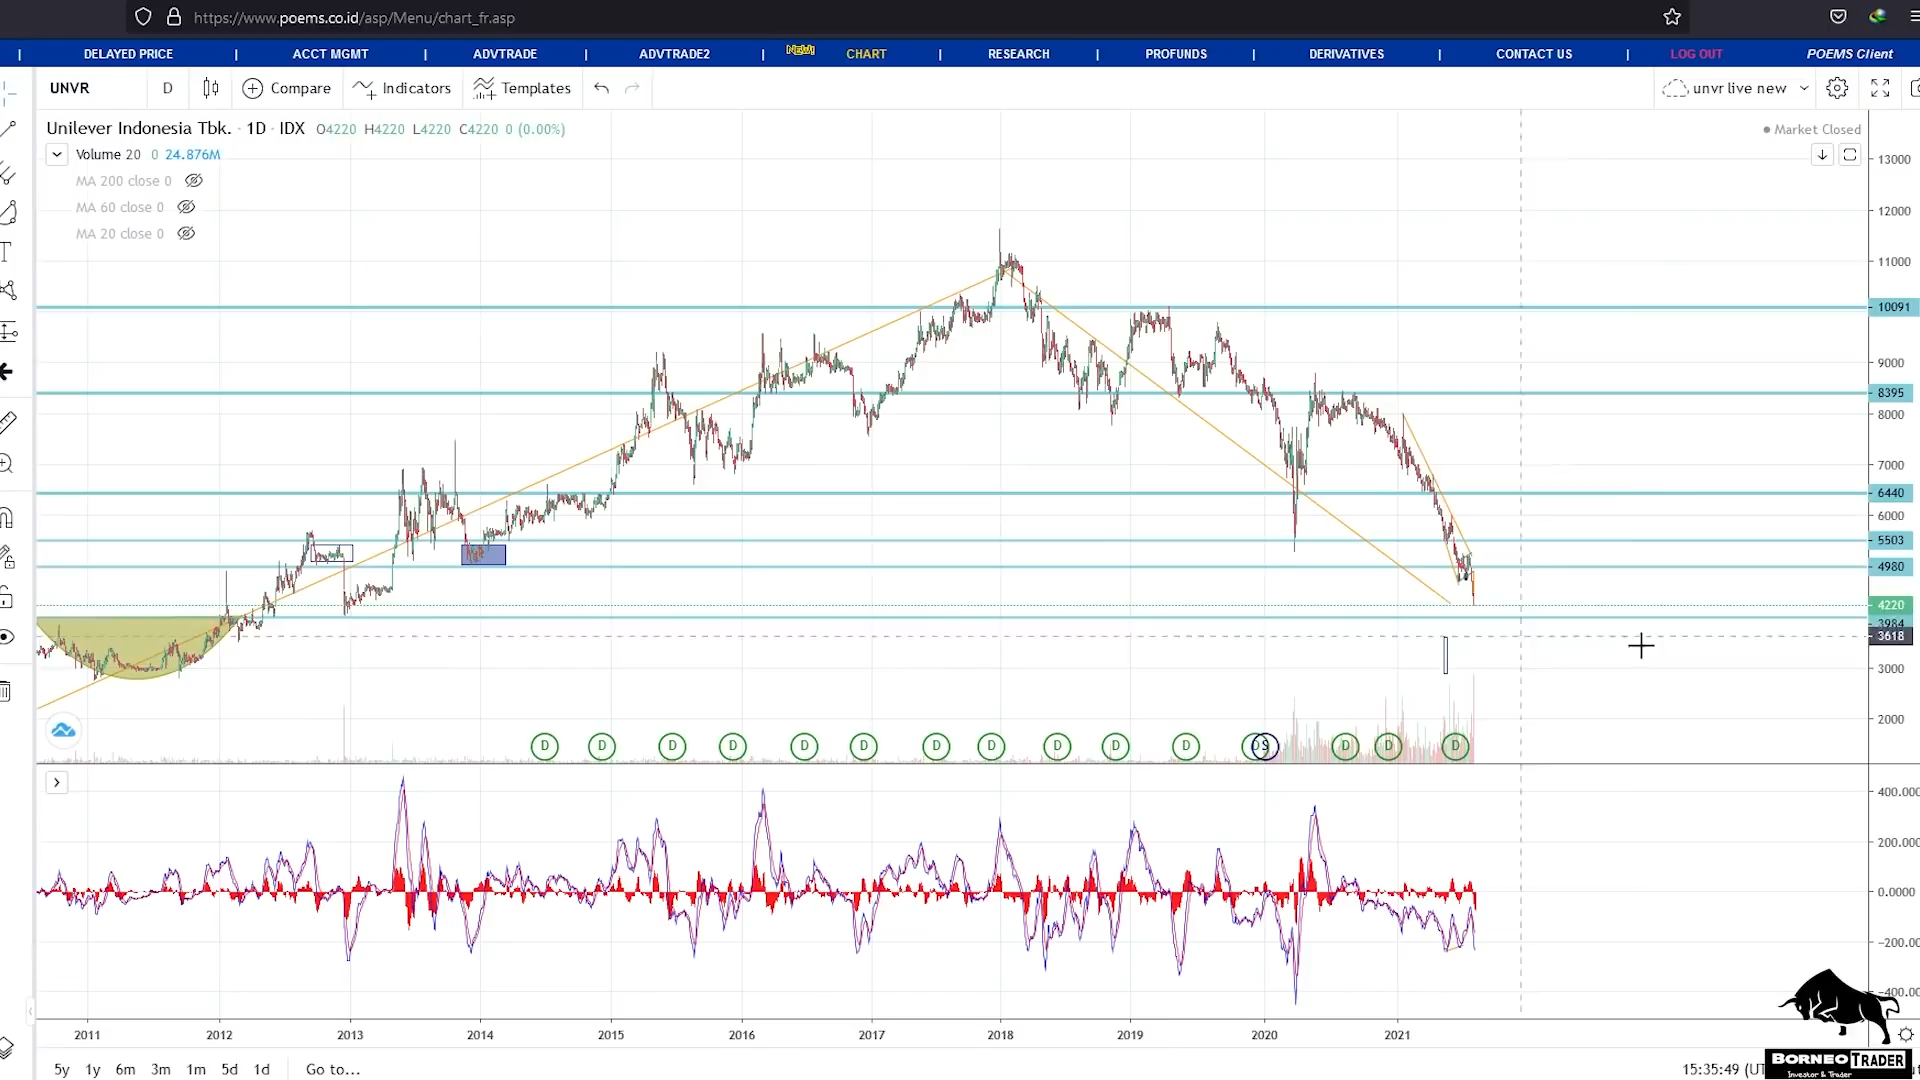 https://www.poems.co.id/asp/Menu/chart_fr.asp
| DELAYED PRICE | ACCT MGMT | ADVTRADE | ADVTRADE2 | NEW! CHART | RESEARCH | PROFUNDS | DERIVATIVES | CONTACT US | LOG OUT POEMS Client
UNVR D Compare Indicators Templates unvr live new
Unilever Indonesia Tbk. · 1D · IDX O4220 H4220 L4220 C4220 0 (0.00%) Market Closed
Volume 20 0 24.876M
MA 200 close 0
MA 60 close 0
MA 20 close 0
13000
12000
11000
10091
9000
8395
8000
7000
6440
6000
5503
4980
4220
3984
3618
3000
2000
D D D D D D D D D D D D S D D D
400.000
200.000
0.0000
-200.00
-400.00
2011 2012 2013 2014 2015 2016 2017 2018 2019 2020 2021
5y 1y 6m 3m 1m 5d 1d Go to... 15:35:49
BORNEO TRADER
Investor & Trader